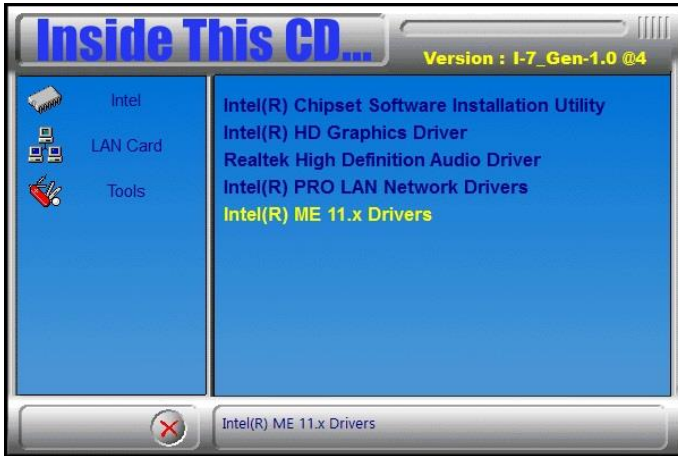 Inside This CD...
Version : I-7_Gen-1.0 @4
Intel
LAN Card
Tools
Intel(R) Chipset Software Installation Utility
Intel(R) HD Graphics Driver
Realtek High Definition Audio Driver
Intel(R) PRO LAN Network Drivers
Intel(R) ME 11.x Drivers
Intel(R) ME 11.x Drivers